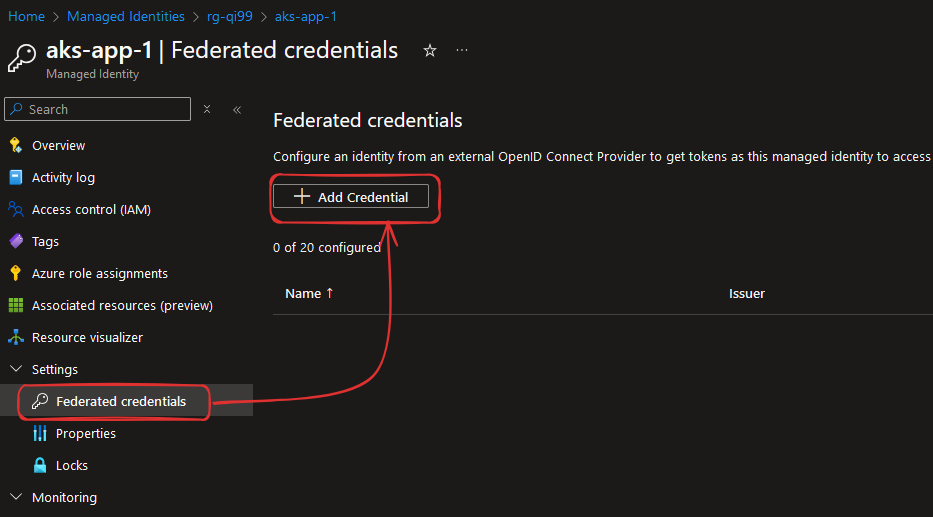 Home > Managed Identities > rg-qi99 > aks-app-1
aks-app-1 | Federated credentials
Managed Identity
Search
Overview
Activity log
Access control (IAM)
Tags
Azure role assignments
Associated resources (preview)
Resource visualizer
Settings
Federated credentials
Properties
Locks
Monitoring
Federated credentials
Configure an identity from an external OpenID Connect Provider to get tokens as this managed identity to access
Add Credential
0 of 20 configured
Name ↑ Issuer